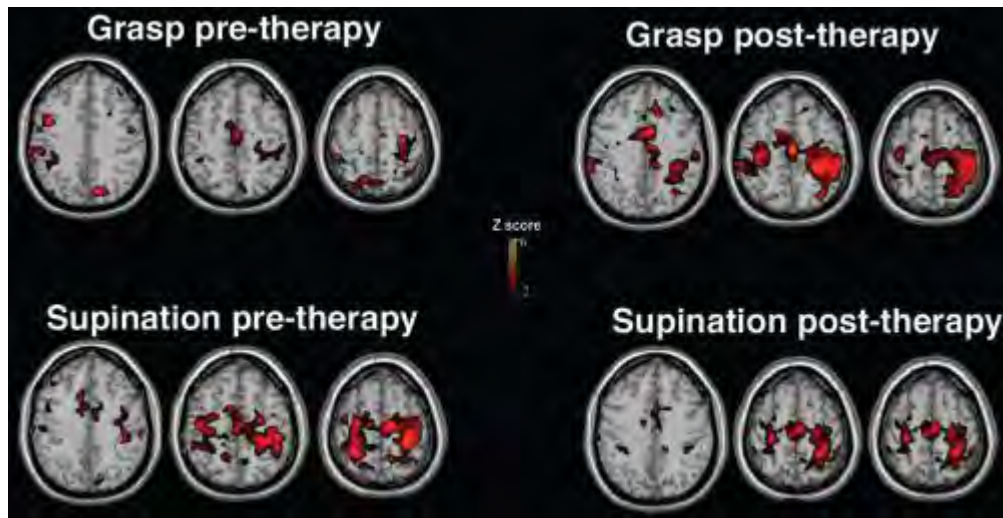 Grasp pre-therapy
Grasp post-therapy
Z score
Supination pre-therapy
Supination post-therapy